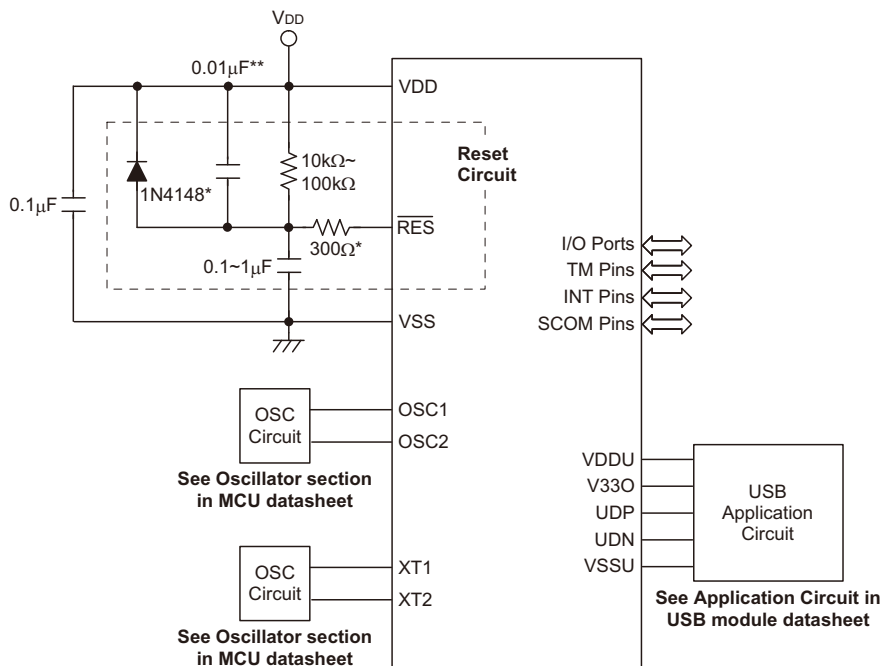 VDD
0.01μF**
VDD
Reset
Circuit
10kΩ~
100kΩ
1N4148*
0.1μF
RES
300Ω*
0.1~1μF
VSS
I/O Ports
TM Pins
INT Pins
SCOM Pins
OSC
Circuit
OSC1
OSC2
See Oscillator section
in MCU datasheet
VDDU
V33O
UDP
UDN
VSSU
USB
Application
Circuit
See Application Circuit in
USB module datasheet
OSC
Circuit
XT1
XT2
See Oscillator section
in MCU datasheet